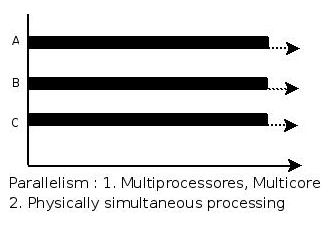 A
B
C
Parallelism : 1. Multiprocessores, Multicore
2. Physically simultaneous processing